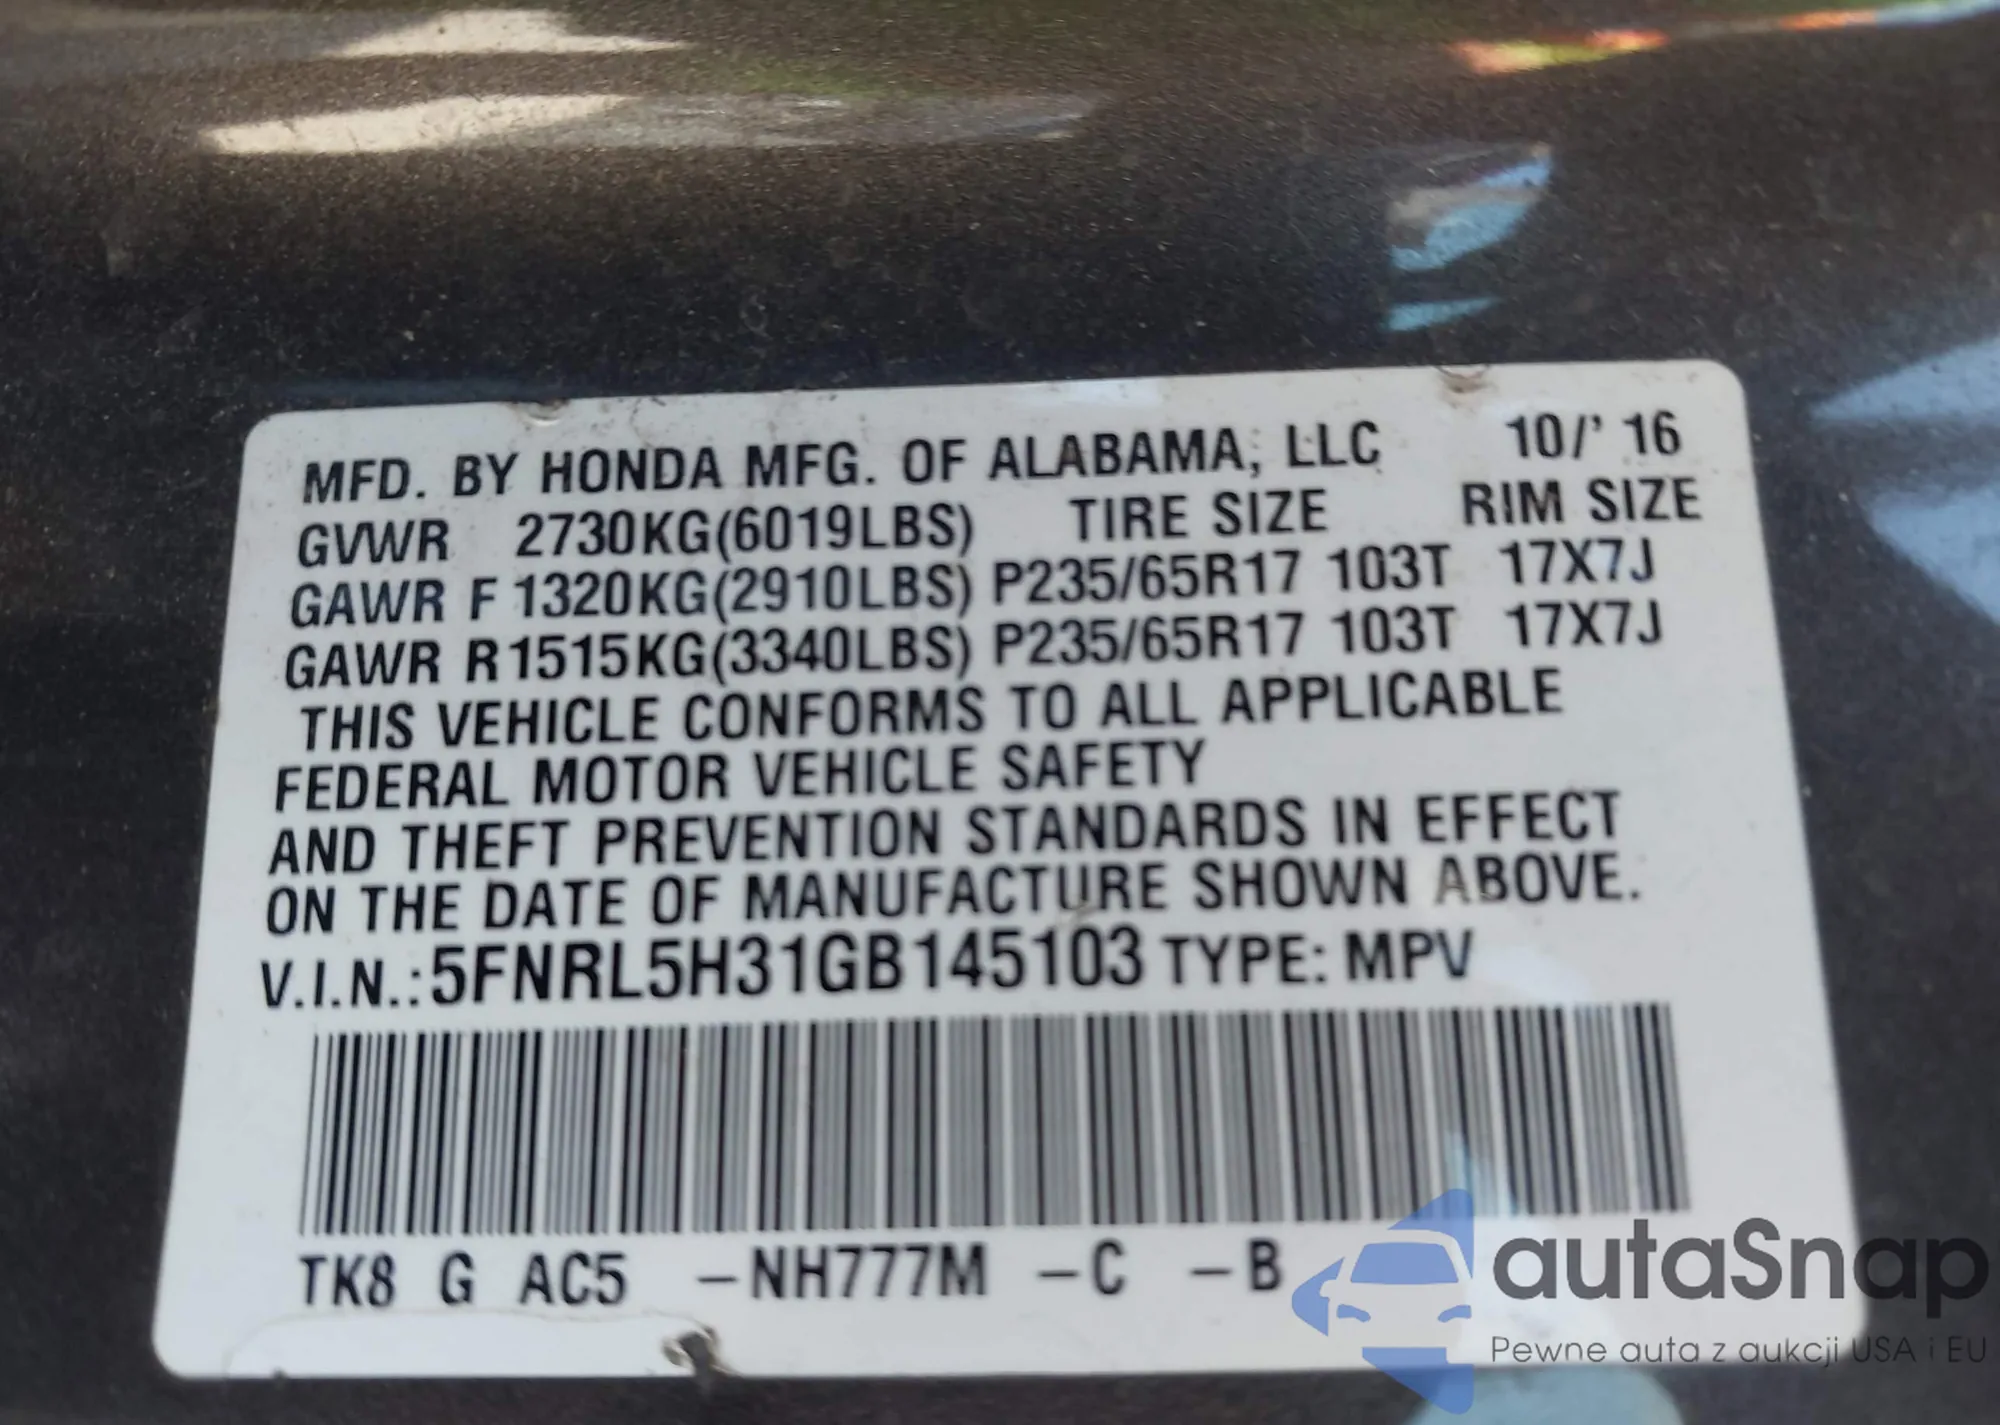 MFD. BY HONDA MFG. OF ALABAMA, LLC 10/' 16
GVWR 2730KG(6019LBS) TIRE SIZE RIM SIZE
GAWR F 1320KG(2910LBS) P235/65R17 103T 17X7J
GAWR R 1515KG(3340LBS) P235/65R17 103T 17X7J
THIS VEHICLE CONFORMS TO ALL APPLICABLE
FEDERAL MOTOR VEHICLE SAFETY
AND THEFT PREVENTION STANDARDS IN EFFECT
ON THE DATE OF MANUFACTURE SHOWN ABOVE.
V.I.N.: 5FNRL5H31GB145103 TYPE: MPV
TK8 G AC5 –NH777M –C –B
autaSnap
Pewne auta z aukcji USA i EU